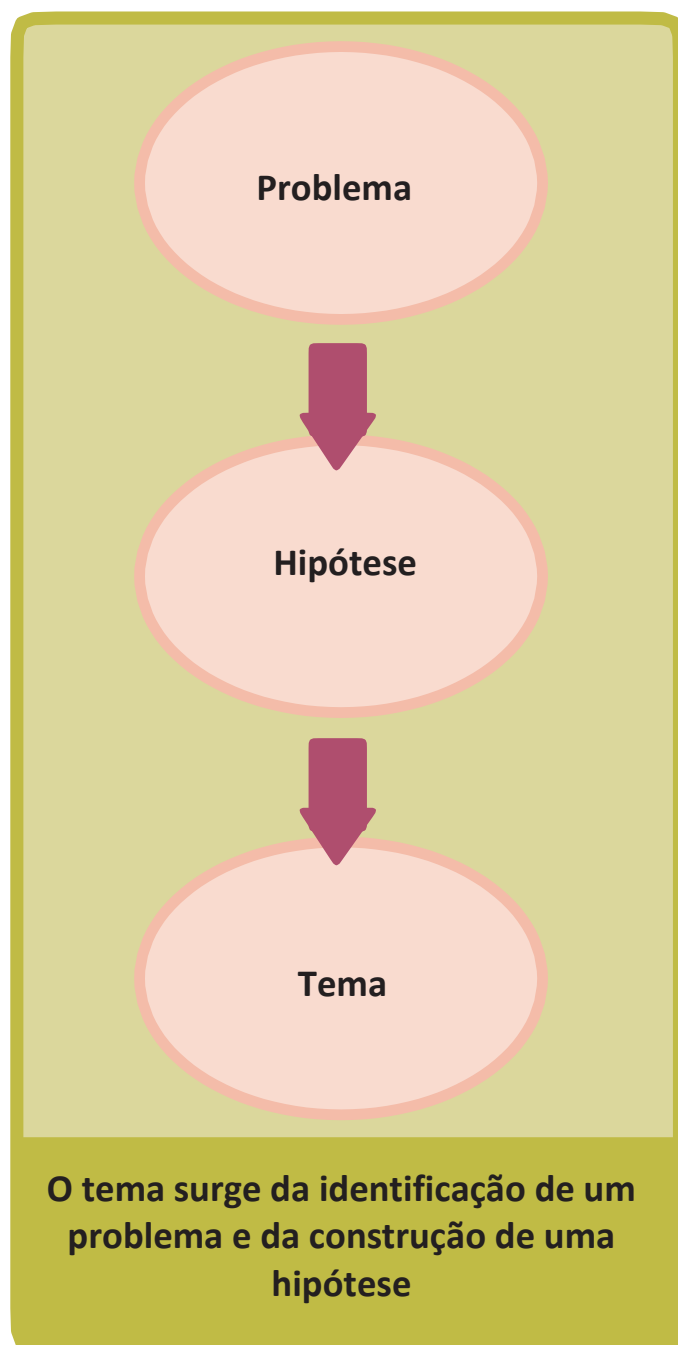 Problema
Hipótese
Tema
O tema surge da identificação de um
problema e da construção de uma
hipótese